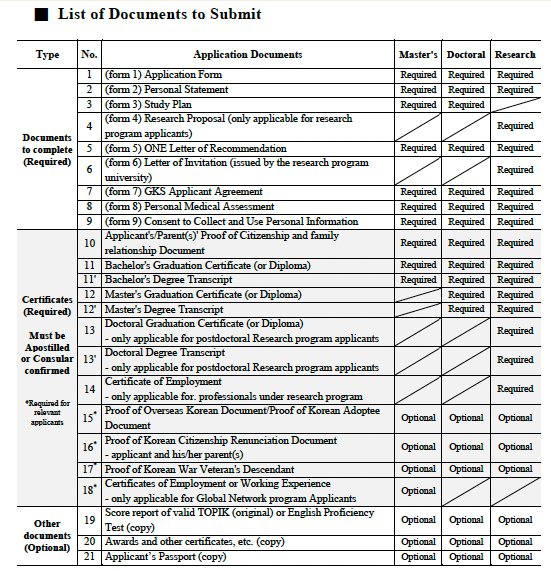 ■ List of Documents to Submit
Type No. Application Documents Master's Doctoral Research
Documents to complete (Required)
1 (form 1) Application Form Required Required Required
2 (form 2) Personal Statement Required Required Required
3 (form 3) Study Plan Required Required
4 (form 4) Research Proposal (only applicable for research
program applicants) Required
5 (form 5) ONE Letter of Recommendation Required Required Required
6 (form 6) Letter of Invitation (issued by the research program
university) Required
7 (form 7) GKS Applicant Agreement Required Required Required
8 (form 8) Personal Medical Assessment Required Required Required
9 (form 9) Consent to Collect and Use Personal Information Required Required Required
Certificates
(Required)
Must be
Apostilled
or Consular
confirmed
*Required for
relevant
applicants
10 Applicant's/Parent(s)' Proof of Citizenship and family
relationship Document Required Required Required
11 Bachelor's Graduation Certificate (or Diploma) Required Required Required
11' Bachelor's Degree Transcript Required Required Required
12 Master's Graduation Certificate (or Diploma) Required Required
12' Master's Degree Transcript Required Required
13 Doctoral Graduation Certificate (or Diploma)
- only applicable for postdoctoral Research program applicants Required
13' Doctoral Degree Transcript
- only applicable for postdoctoral Research program applicants Required
14 Certificate of Employment
- only applicable for. professionals under research program Required
15* Proof of Overseas Korean Document/Proof of Korean Adoptee
Document Optional Optional Optional
16* Proof of Korean Citizenship Renunciation Document
- applicant and his/her parent(s) Optional Optional Optional
17* Proof of Korean War Veteran's Descendant Optional Optional Optional
18* Certificates of Employment or Working Experience
- only applicable for Global Network program Applicants Optional
Other
documents
(Optional)
19 Score report of valid TOPIK (original) or English Proficiency
Test (copy) Optional Optional Optional
20 Awards and other certificates, etc. (copy) Optional Optional Optional
21 Applicant's Passport (copy) Optional Optional Optional